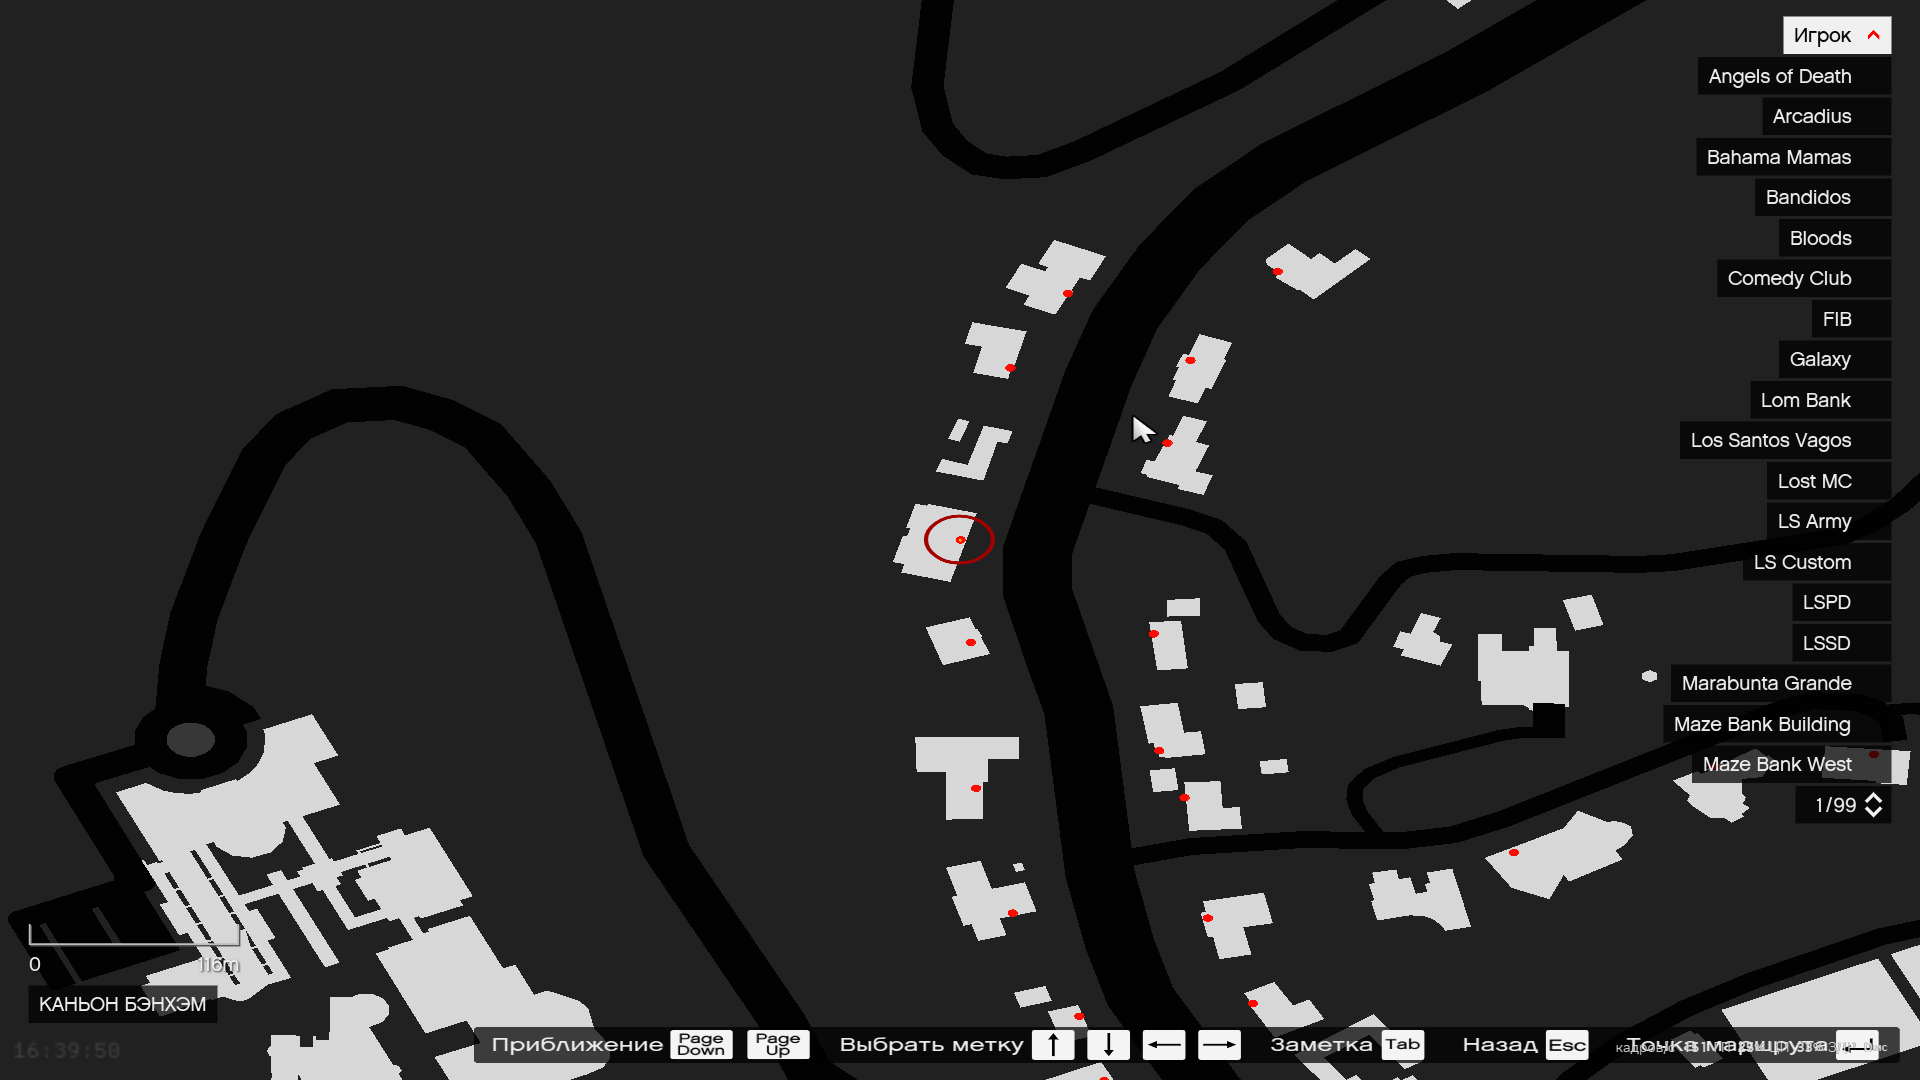 Игрок
Angels of Death
Arcadius
Bahama Mamas
Bandidos
Bloods
Comedy Club
FIB
Galaxy
Lom Bank
Los Santos Vagos
Lost MC
LS Army
LS Custom
LSPD
LSSD
Marabunta Grande
Maze Bank Building
Maze Bank West
1/99
0 116m
КАНЬОН БЭНХЭМ
16:39:50
Приближение Page Down Page Up Выбрать метку ↑ ↓ ← → Заметка Tab Назад Esc Точка маршрута